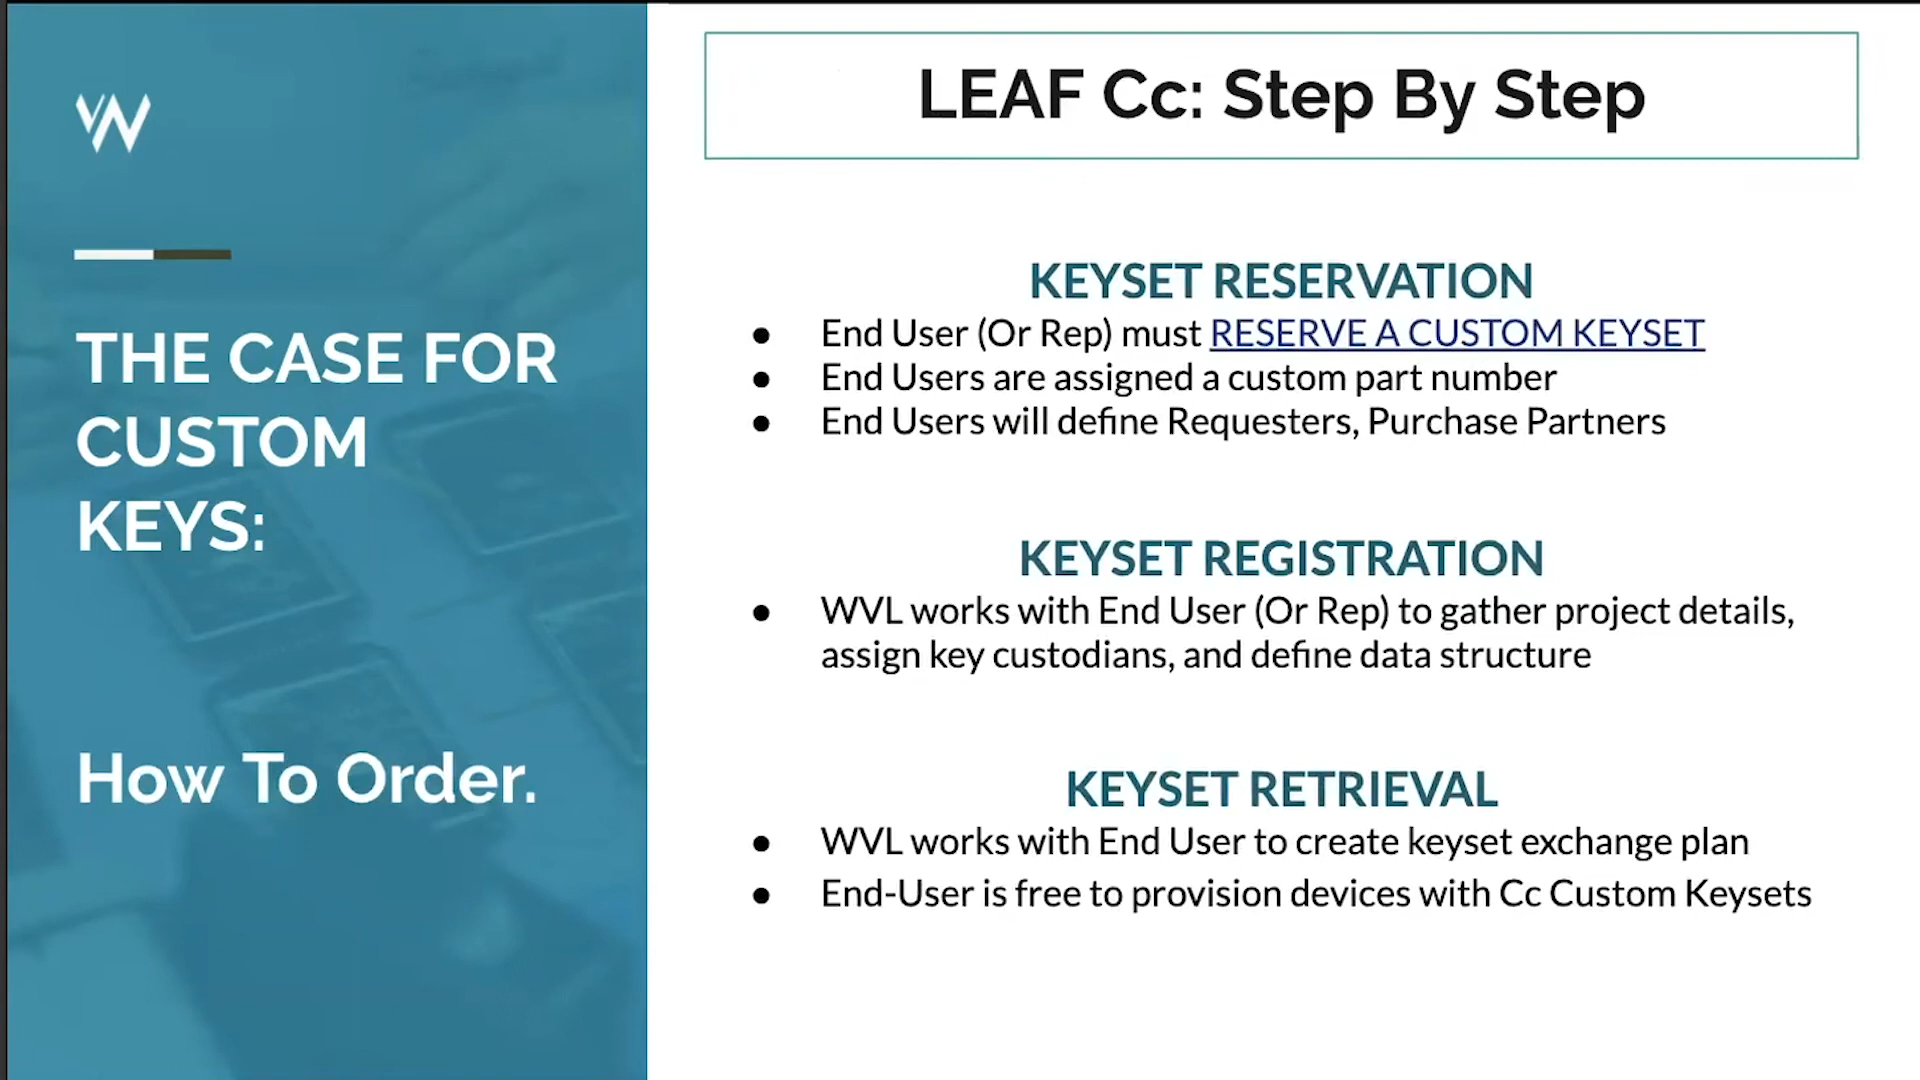 THE CASE FOR
CUSTOM
KEYS:
How To Order.
LEAF Cc: Step By Step
KEYSET RESERVATION
● End User (Or Rep) must RESERVE A CUSTOM KEYSET
● End Users are assigned a custom part number
● End Users will define Requesters, Purchase Partners
KEYSET REGISTRATION
● WVL works with End User (Or Rep) to gather project details,
assign key custodians, and define data structure
KEYSET RETRIEVAL
● WVL works with End User to create keyset exchange plan
● End-User is free to provision devices with Cc Custom Keysets